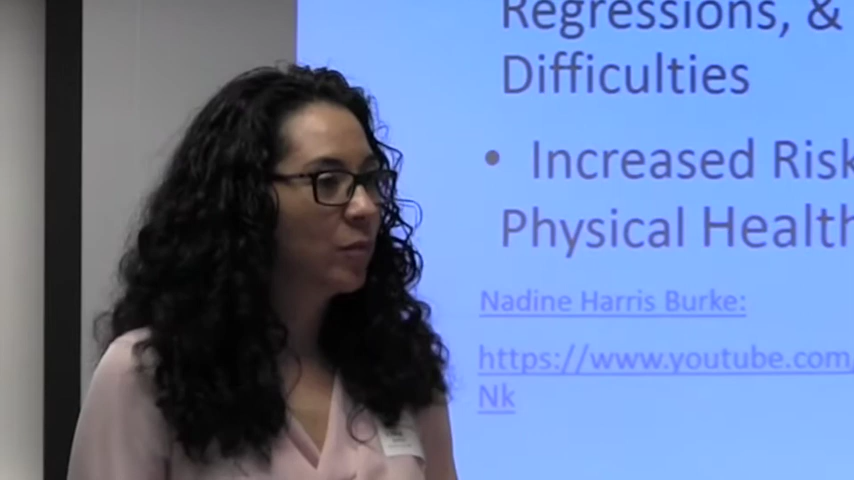 Regressions, &
Difficulties
• Increased Risk
Physical Health
Nadine Harris Burke:
https://www.youtube.com/
Nk